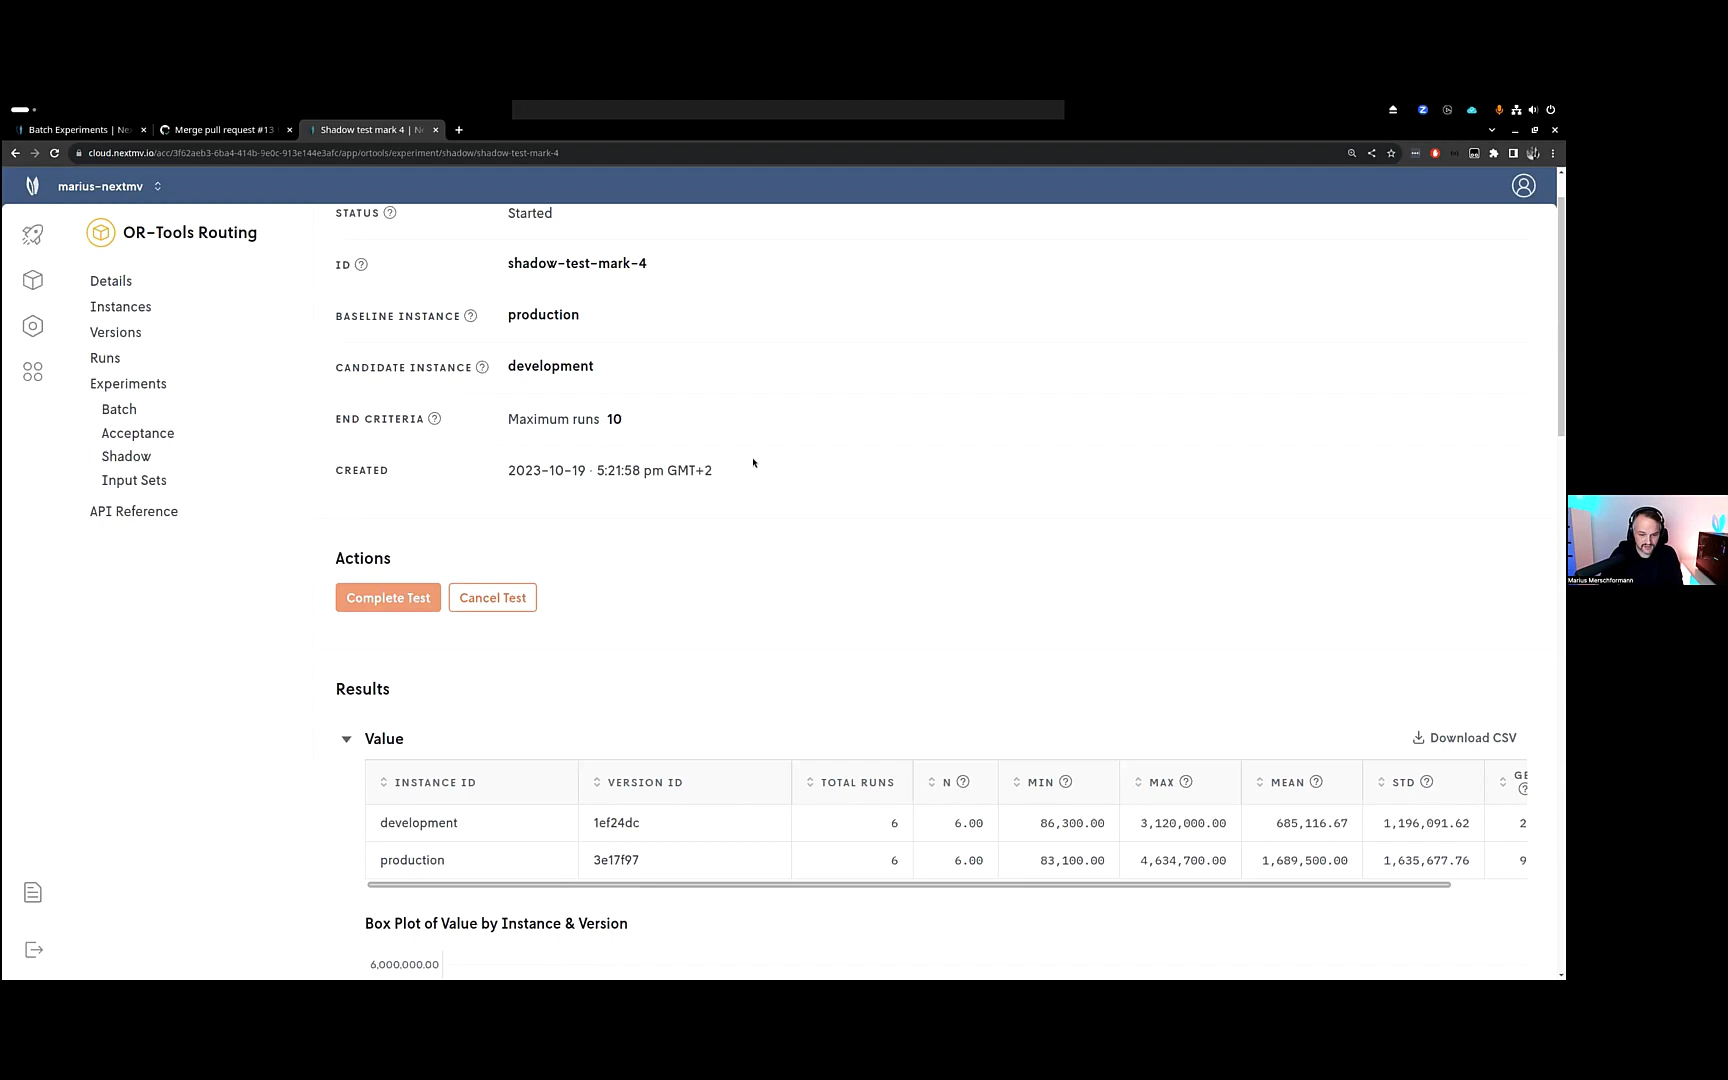 Batch Experiments | Ne
Merge pull request #13
Shadow test mark 4 | N
cloud.nextmv.io/acc/3f62aeb3-6ba4-414b-9e0c-913e144e3afc/app/ortools/experiment/shadow/shadow-test-mark-4
marius-nextmv
OR-Tools Routing
Details
Instances
Versions
Runs
Experiments
Batch
Acceptance
Shadow
Input Sets
API Reference
STATUS ? Started
ID ? shadow-test-mark-4
BASELINE INSTANCE ? production
CANDIDATE INSTANCE ? development
END CRITERIA ? Maximum runs 10
CREATED 2023-10-19 · 5:21:58 pm GMT+2
Actions
Complete Test Cancel Test
Results
Value Download CSV
INSTANCE ID VERSION ID TOTAL RUNS N ? MIN ? MAX ? MEAN ? STD ? GE ?
development 1ef24dc 6 6.00 86,300.00 3,120,000.00 685,116.67 1,196,091.62 2
production 3e17f97 6 6.00 83,100.00 4,634,700.00 1,689,500.00 1,635,677.76 9
Box Plot of Value by Instance & Version
6,000,000.00
Marius Merschformann